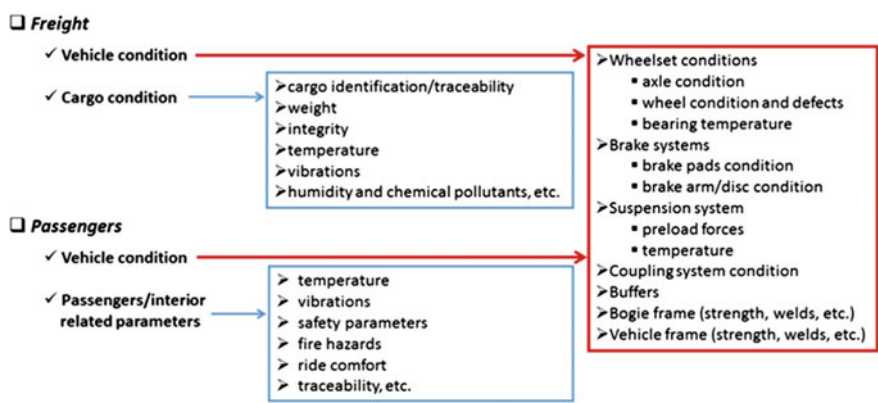 ❑ Freight
✓ Vehicle condition
✓ Cargo condition
➢cargo identification/traceability
➢weight
➢integrity
➢temperature
➢vibrations
➢humidity and chemical pollutants, etc.
❑ Passengers
✓ Vehicle condition
✓ Passengers/interior
related parameters
➢ temperature
➢ vibrations
➢ safety parameters
➢ fire hazards
➢ ride comfort
➢ traceability, etc.
➢Wheelset conditions
▪ axle condition
▪ wheel condition and defects
▪ bearing temperature
➢Brake systems
▪ brake pads condition
▪ brake arm/disc condition
➢Suspension system
▪ preload forces
▪ temperature
➢Coupling system condition
➢Buffers
➢Bogie frame (strength, welds, etc.)
➢Vehicle frame (strength, welds, etc.)